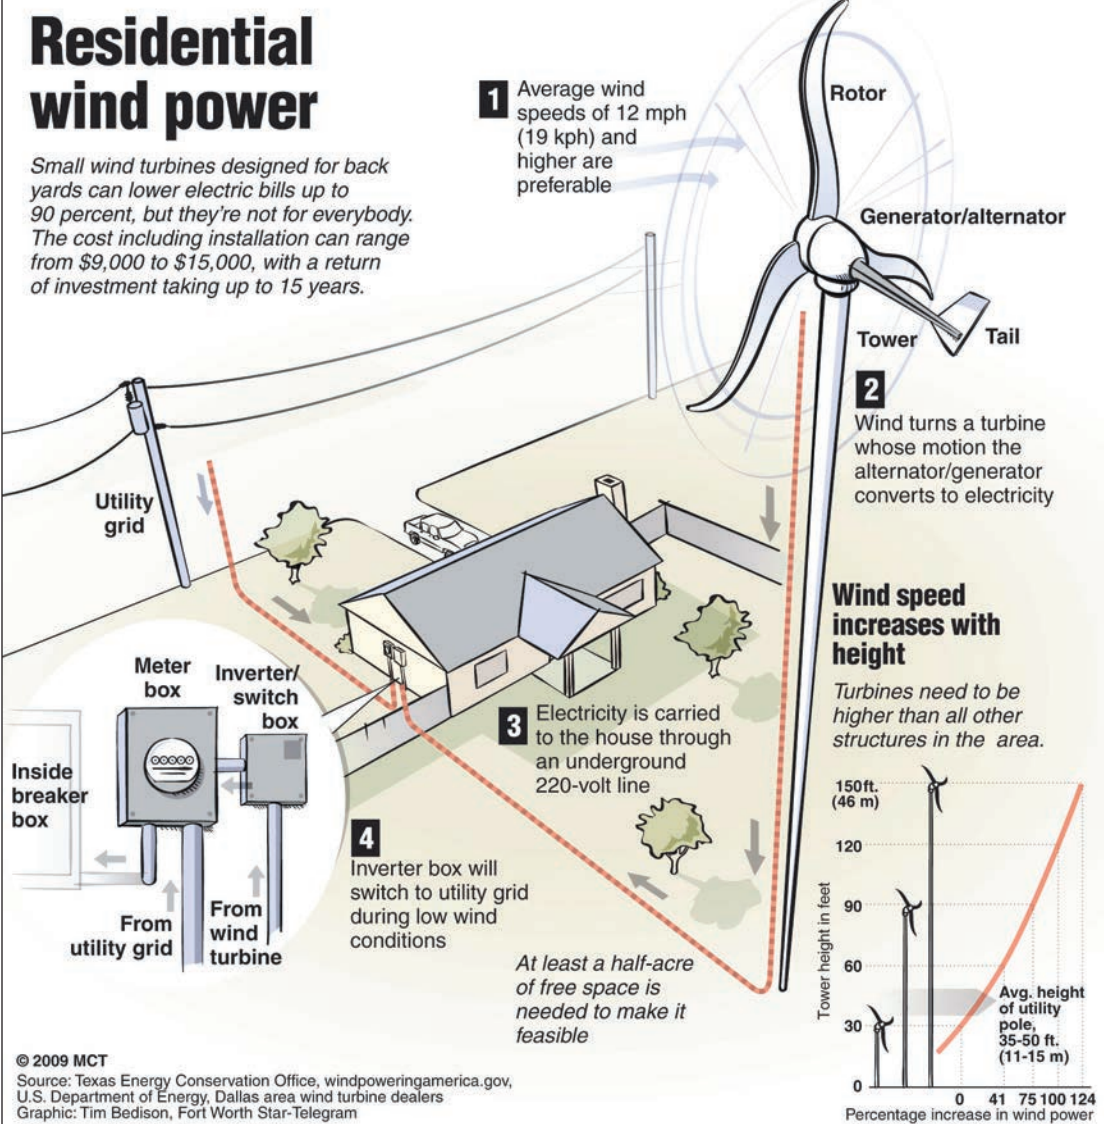 Residential
wind power
Small wind turbines designed for back
yards can lower electric bills up to
90 percent, but they're not for everybody.
The cost including installation can range
from $9,000 to $15,000, with a return
of investment taking up to 15 years.
1 Average wind
speeds of 12 mph
(19 kph) and
higher are
preferable
Rotor
Generator/alternator
Tower
Tail
2
Wind turns a turbine
whose motion the
alternator/generator
converts to electricity
Utility
grid
Meter
box
Inverter/
switch
box
Inside
breaker
box
From
utility grid
From
wind
turbine
3 Electricity is carried
to the house through
an underground
220-volt line
4
Inverter box will
switch to utility grid
during low wind
conditions
At least a half-acre
of free space is
needed to make it
feasible
Wind speed
increases with
height
Turbines need to be
higher than all other
structures in the area.
Tower height in feet
150 ft.
(46 m)
120
90
60
30
0
Avg. height
of utility
pole,
35-50 ft.
(11-15 m)
0 41 75 100 124
Percentage increase in wind power
© 2009 MCT
Source: Texas Energy Conservation Office, windpoweringamerica.gov,
U.S. Department of Energy, Dallas area wind turbine dealers
Graphic: Tim Bedison, Fort Worth Star-Telegram